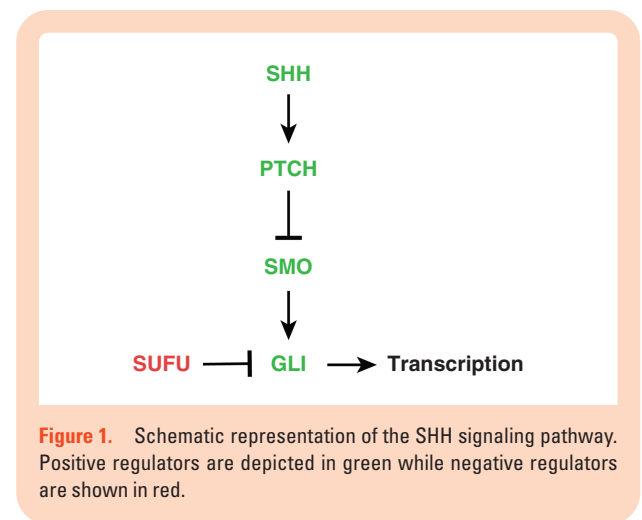 SHH
PTCH
SMO
SUFU GLI Transcription
Figure 1. Schematic representation of the SHH signaling pathway.
Positive regulators are depicted in green while negative regulators
are shown in red.